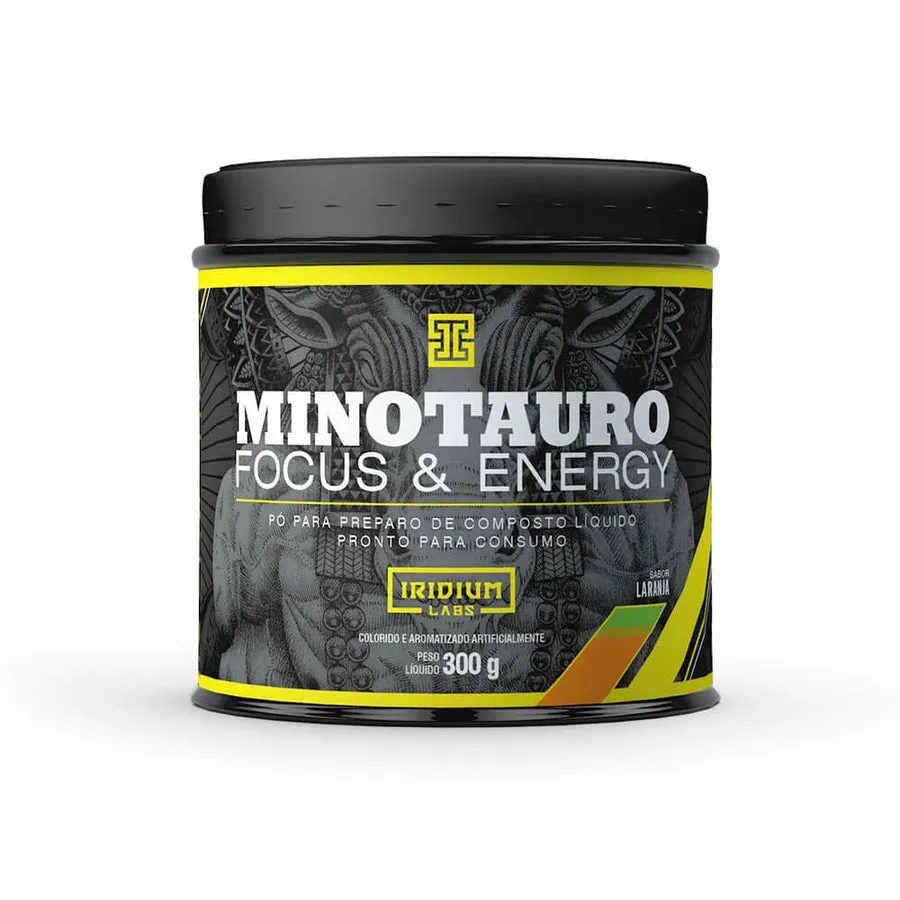 MINOTAURO
FOCUS & ENERGY
PÓ PARA PREPARO DE COMPOSTO LÍQUIDO
PRONTO PARA CONSUMO
SABOR
LARANJA
IRIDIUM
LABS
COLORIDO E AROMATIZADO ARTIFICIALMENTE
PESO
LÍQUIDO 300 g